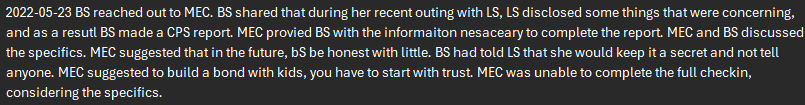 2022-05-23 BS reached out to MEC. BS shared that during her recent outing with LS, LS disclosed some things that were concerning,
and as a resutl BS made a CPS report. MEC provied BS with the informaiton nesaceary to complete the report. MEC and BS discussed
the specifics. MEC suggested that in the future, bS be honest with little. BS had told LS that she would keep it a secret and not tell
anyone. MEC suggested to build a bond with kids, you have to start with trust. MEC was unable to complete the full checkin,
considering the specifics.